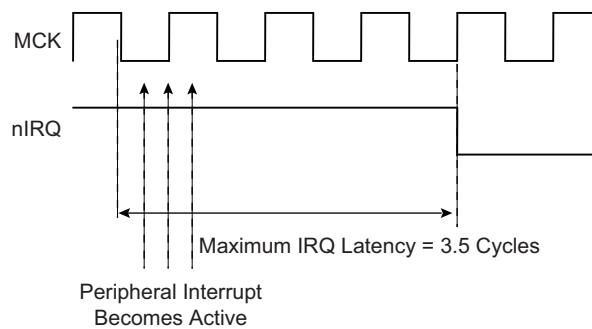 MCK
nIRQ
Maximum IRQ Latency = 3.5 Cycles
Peripheral Interrupt
Becomes Active